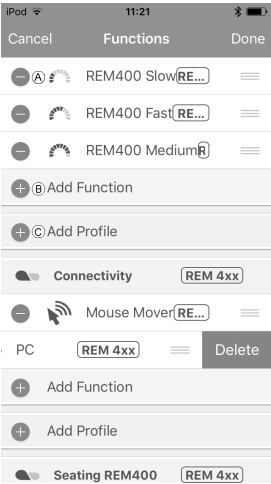 iPod 11:21
Cancel Functions Done
A REM400 Slow RE...
REM400 Fast RE...
REM400 Medium R
B Add Function
C Add Profile
Connectivity REM 4xx
Mouse Mover RE...
PC REM 4xx Delete
Add Function
Add Profile
Seating REM400 REM 4xx